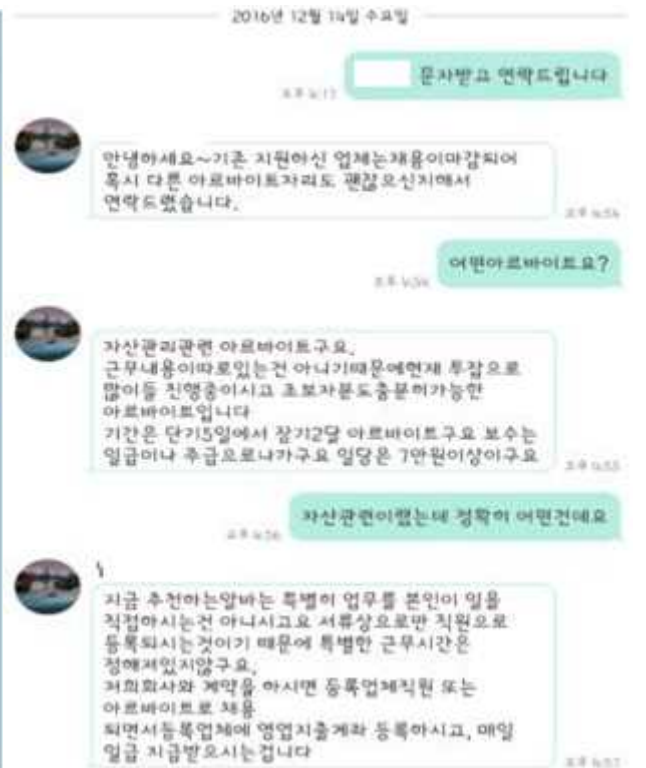 2016년 12월 14일 수요일
문자받고 연락드립니다
안녕하세요~기존 지원하신 업체는채용이마감되어
혹시 다른 아르바이트자리도 괜찮으신지해서
연락드렸습니다.
어떤아르바이트요?
자산관리관련 아르바이트구요.
근무내용이따로있는건 아니기때문에현재 투잡으로
많이들 진행중이시고 초보자분도충분히가능한
아르바이트입니다
기간은 단기5일에서 장기2달 아르바이트구요 보수는
일급이나 주급으로나가구요 일당은 7만원이상이구요
자산관련이랬는데 정확히 어떤건데요
지금 추천하는알바는 특별히 업무를 본인이 일을
직접하시는건 아니시고요 서류상으로만 직원으로
등록되시는것이기 때문에 특별한 근무시간은
정해져있지않구요.
저희회사와 계약을 하시면 등록업체직원 또는
아르바이트로 채용
되면서등록업체에 영업지출계좌 등록하시고, 매일
일급 지급받으시는겁니다